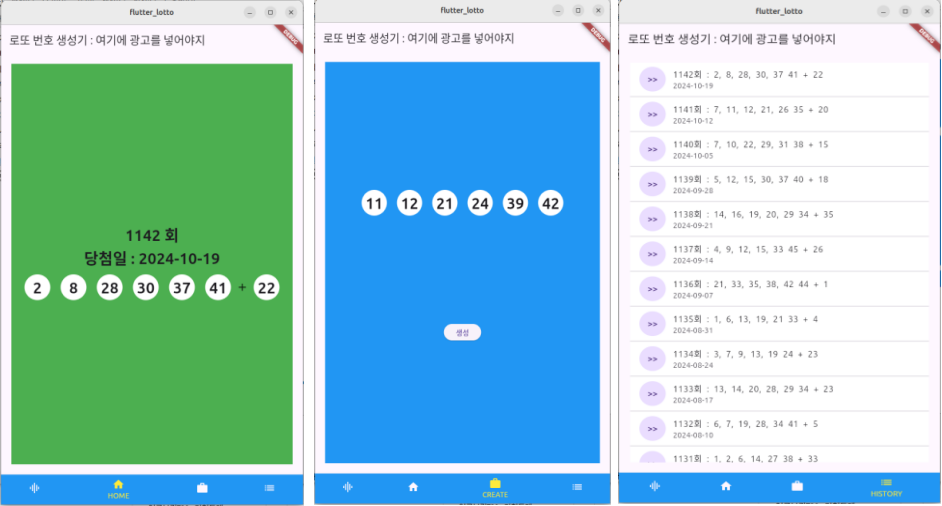 flutter_lotto
로또 번호 생성기 : 여기에 광고를 넣어야지
DEBUG
1142 회
당첨일 : 2024-10-19
2 8 28 30 37 41 + 22
HOME
flutter_lotto
로또 번호 생성기 : 여기에 광고를 넣어야지
DEBUG
11 12 21 24 39 42
생성
CREATE
flutter_lotto
로또 번호 생성기 : 여기에 광고를 넣어야지
DEBUG
>> 1142회 : 2, 8, 28, 30, 37 41 + 22
2024-10-19
>> 1141회 : 7, 11, 12, 21, 26 35 + 20
2024-10-12
>> 1140회 : 7, 10, 22, 29, 31 38 + 15
2024-10-05
>> 1139회 : 5, 12, 15, 30, 37 40 + 18
2024-09-28
>> 1138회 : 14, 16, 19, 20, 29 34 + 35
2024-09-21
>> 1137회 : 4, 9, 12, 15, 33 45 + 26
2024-09-14
>> 1136회 : 21, 33, 35, 38, 42 44 + 1
2024-09-07
>> 1135회 : 1, 6, 13, 19, 21 33 + 4
2024-08-31
>> 1134회 : 3, 7, 9, 13, 19 24 + 23
2024-08-24
>> 1133회 : 13, 14, 20, 28, 29 34 + 23
2024-08-17
>> 1132회 : 6, 7, 19, 28, 34 41 + 5
2024-08-10
1131회 : 1, 2, 6, 14, 27 38 + 33
HISTORY